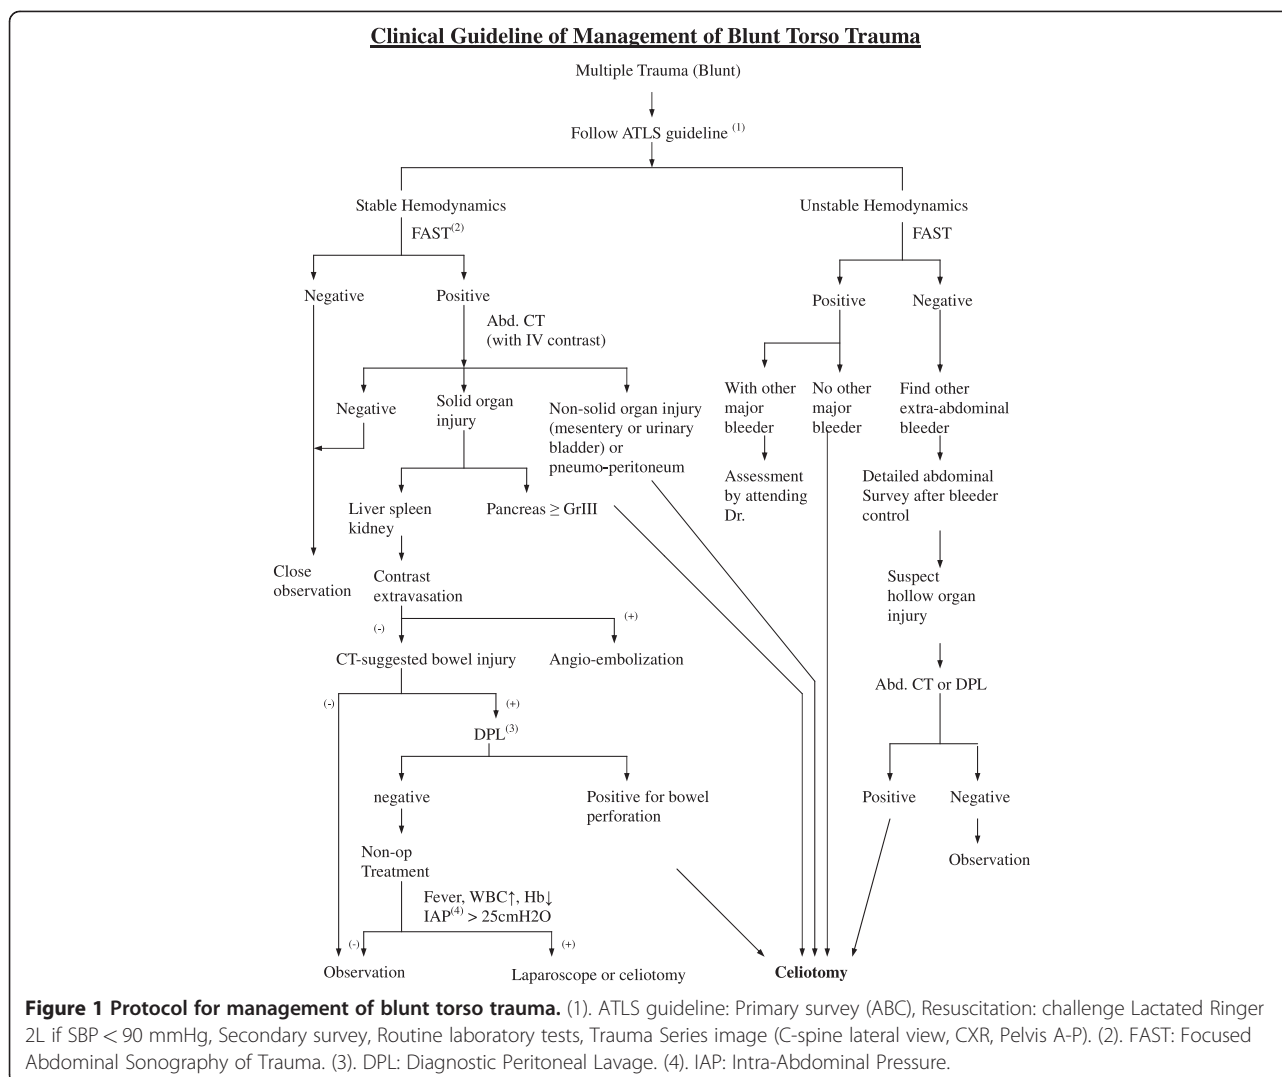 Clinical Guideline of Management of Blunt Torso Trauma
Multiple Trauma (Blunt)
Follow ATLS guideline (1)
Stable Hemodynamics
Unstable Hemodynamics
FAST(2)
FAST
Negative
Positive
Positive
Negative
Abd. CT
(with IV contrast)
Negative
Solid organ
injury
Non-solid organ injury
(mesentery or urinary
bladder) or
pneumo-peritoneum
With other
major
bleeder
No other
major
bleeder
Find other
extra-abdominal
bleeder
Liver spleen
kidney
Pancreas ≥ GrIII
Assessment
by attending
Dr.
Detailed abdominal
Survey after bleeder
control
Close
observation
Contrast
extravasation
Suspect
hollow organ
injury
(-)
(+)
CT-suggested bowel injury
Angio-embolization
Abd. CT or DPL
(-)
(+)
DPL(3)
negative
Positive for bowel
perforation
Positive
Negative
Non-op
Treatment
Observation
Fever, WBC↑, Hb↓
IAP(4) > 25cmH2O
(-)
(+)
Observation
Laparoscope or celiotomy
Celiotomy
Figure 1 Protocol for management of blunt torso trauma. (1). ATLS guideline: Primary survey (ABC), Resuscitation: challenge Lactated Ringer
2L if SBP < 90 mmHg, Secondary survey, Routine laboratory tests, Trauma Series image (C-spine lateral view, CXR, Pelvis A-P). (2). FAST: Focused
Abdominal Sonography of Trauma. (3). DPL: Diagnostic Peritoneal Lavage. (4). IAP: Intra-Abdominal Pressure.